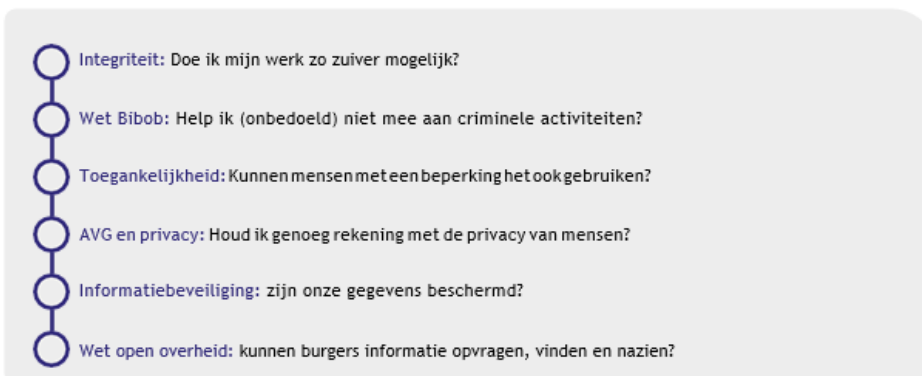 Integriteit: Doe ik mijn werk zo zuiver mogelijk?
Wet Bibob: Help ik (onbedoeld) niet mee aan criminele activiteiten?
Toegankelijkheid: Kunnen mensen met een beperking het ook gebruiken?
AVG en privacy: Houd ik genoeg rekening met de privacy van mensen?
Informatiebeveiliging: zijn onze gegevens beschermd?
Wet open overheid: kunnen burgers informatie opvragen, vinden en nazien?